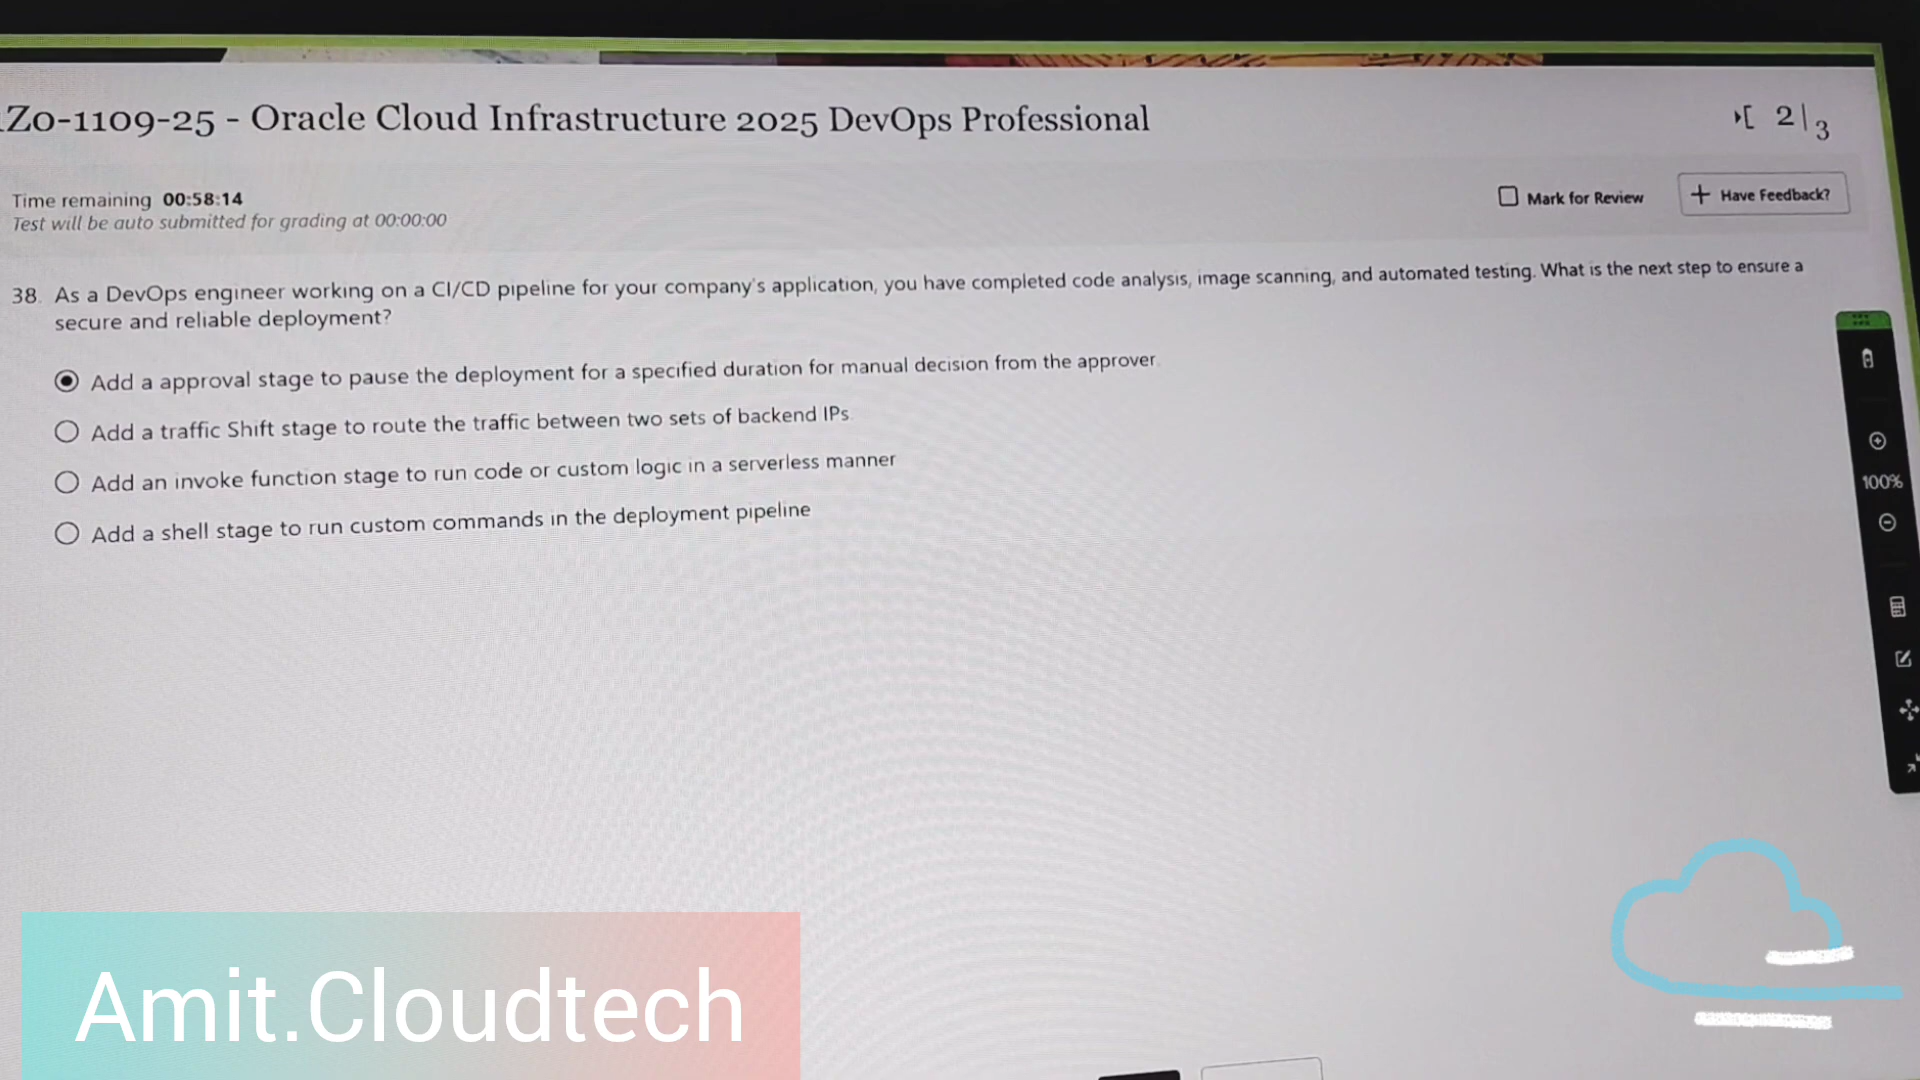 Z0-1109-25 - Oracle Cloud Infrastructure 2025 DevOps Professional
2|3
Time remaining 00:58:14
Test will be auto submitted for grading at 00:00:00
Mark for Review
+ Have Feedback?
38. As a DevOps engineer working on a CI/CD pipeline for your company's application, you have completed code analysis, image scanning, and automated testing. What is the next step to ensure a
secure and reliable deployment?
Add a approval stage to pause the deployment for a specified duration for manual decision from the approver.
Add a traffic Shift stage to route the traffic between two sets of backend IPs.
Add an invoke function stage to run code or custom logic in a serverless manner
Add a shell stage to run custom commands in the deployment pipeline
100%
Amit.Cloudtech